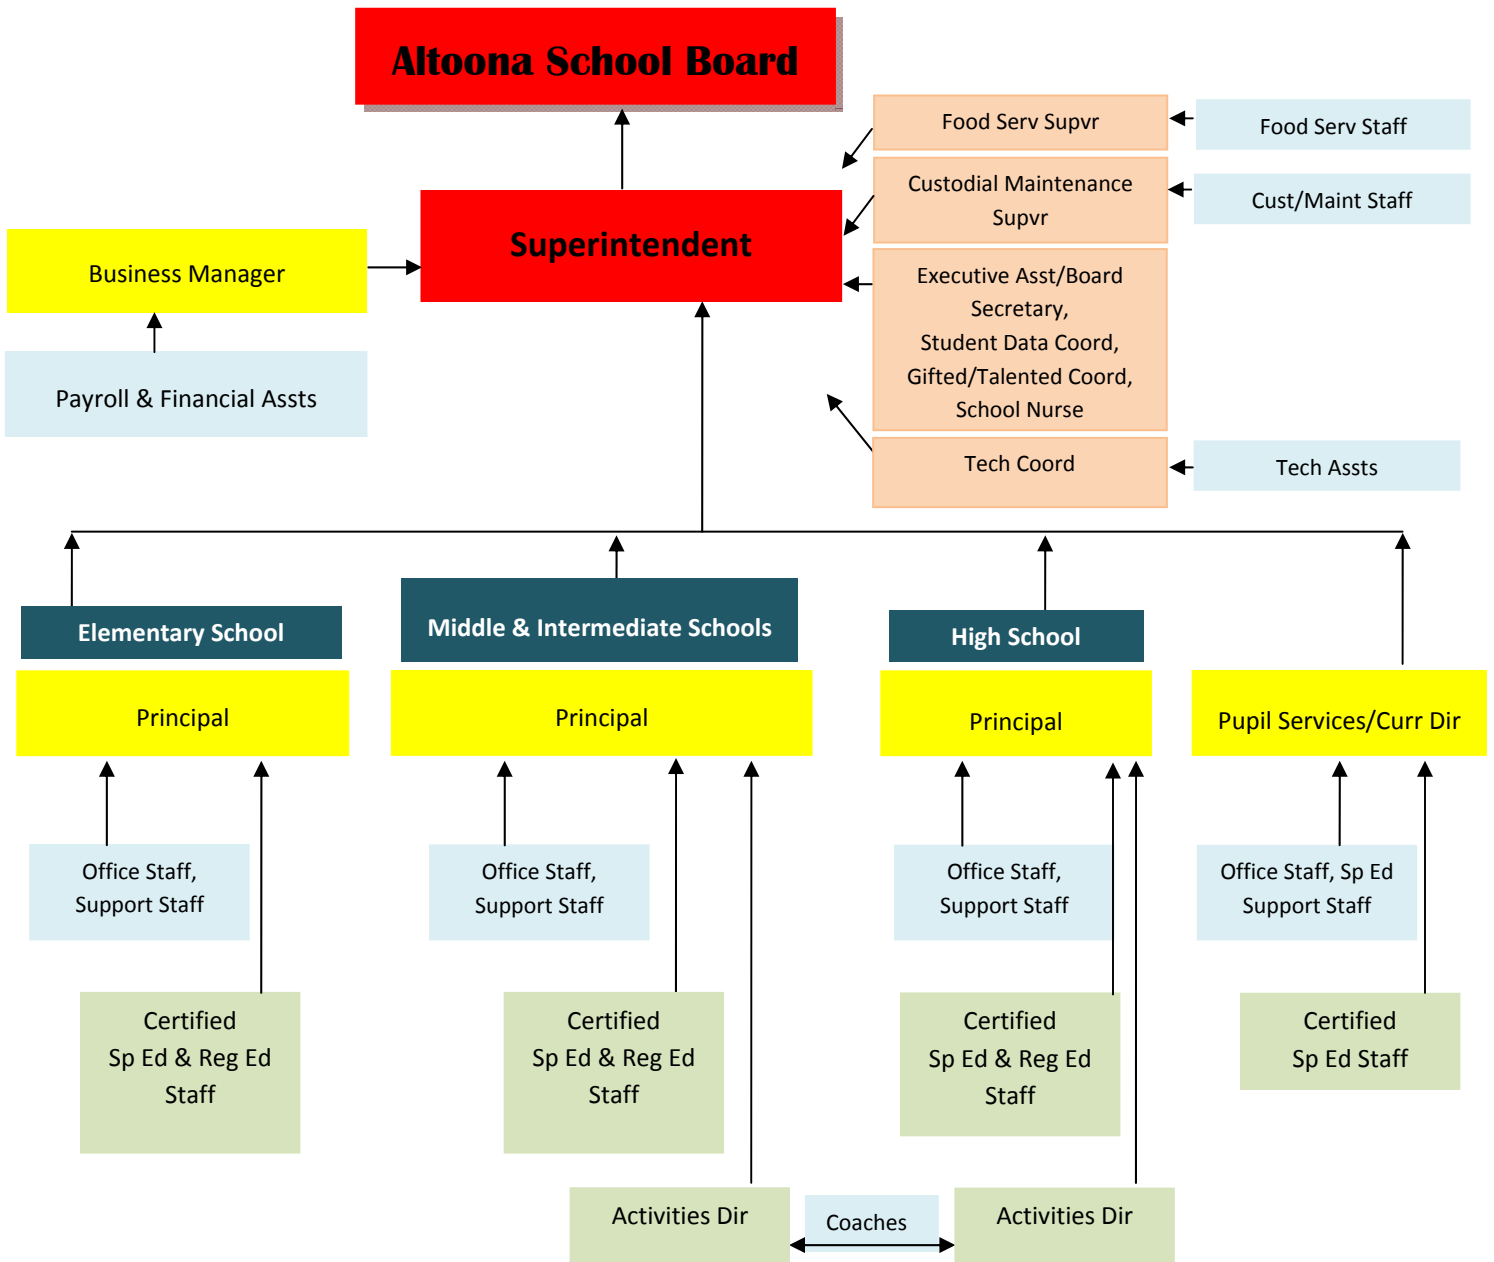 Altoona School Board
Food Serv Supvr
Food Serv Staff
Custodial Maintenance
Supvr
Cust/Maint Staff
Superintendent
Business Manager
Executive Asst/Board
Secretary,
Student Data Coord,
Gifted/Talented Coord,
School Nurse
Payroll & Financial Assts
Tech Coord
Tech Assts
Elementary School
Middle & Intermediate Schools
High School
Principal
Principal
Principal
Pupil Services/Curr Dir
Office Staff,
Support Staff
Office Staff,
Support Staff
Office Staff,
Support Staff
Office Staff, Sp Ed
Support Staff
Certified
Sp Ed & Reg Ed
Staff
Certified
Sp Ed & Reg Ed
Staff
Certified
Sp Ed & Reg Ed
Staff
Certified
Sp Ed Staff
Activities Dir
Coaches
Activities Dir